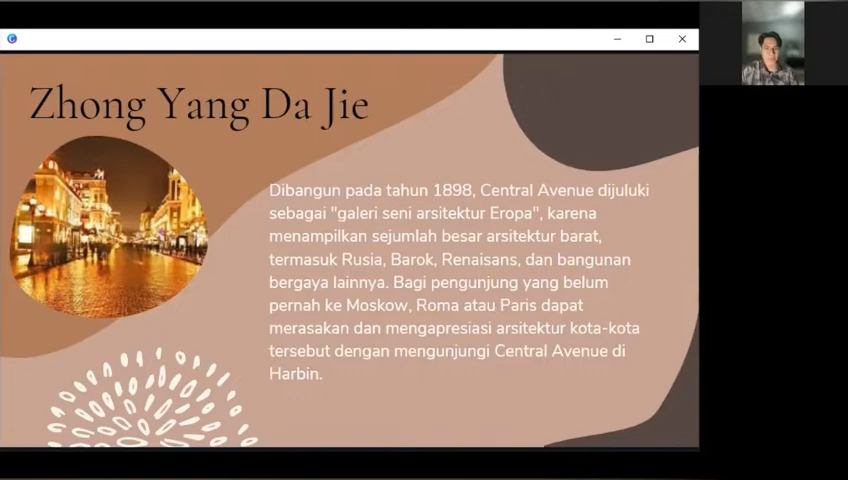 Zhong Yang Da Jie
Dibangun pada tahun 1898, Central Avenue dijuluki
sebagai "galeri seni arsitektur Eropa", karena
menampilkan sejumlah besar arsitektur barat,
termasuk Rusia, Barok, Renaisans, dan bangunan
bergaya lainnya. Bagi pengunjung yang belum
pernah ke Moskow, Roma atau Paris dapat
merasakan dan mengapresiasi arsitektur kota-kota
tersebut dengan mengunjungi Central Avenue di
Harbin.